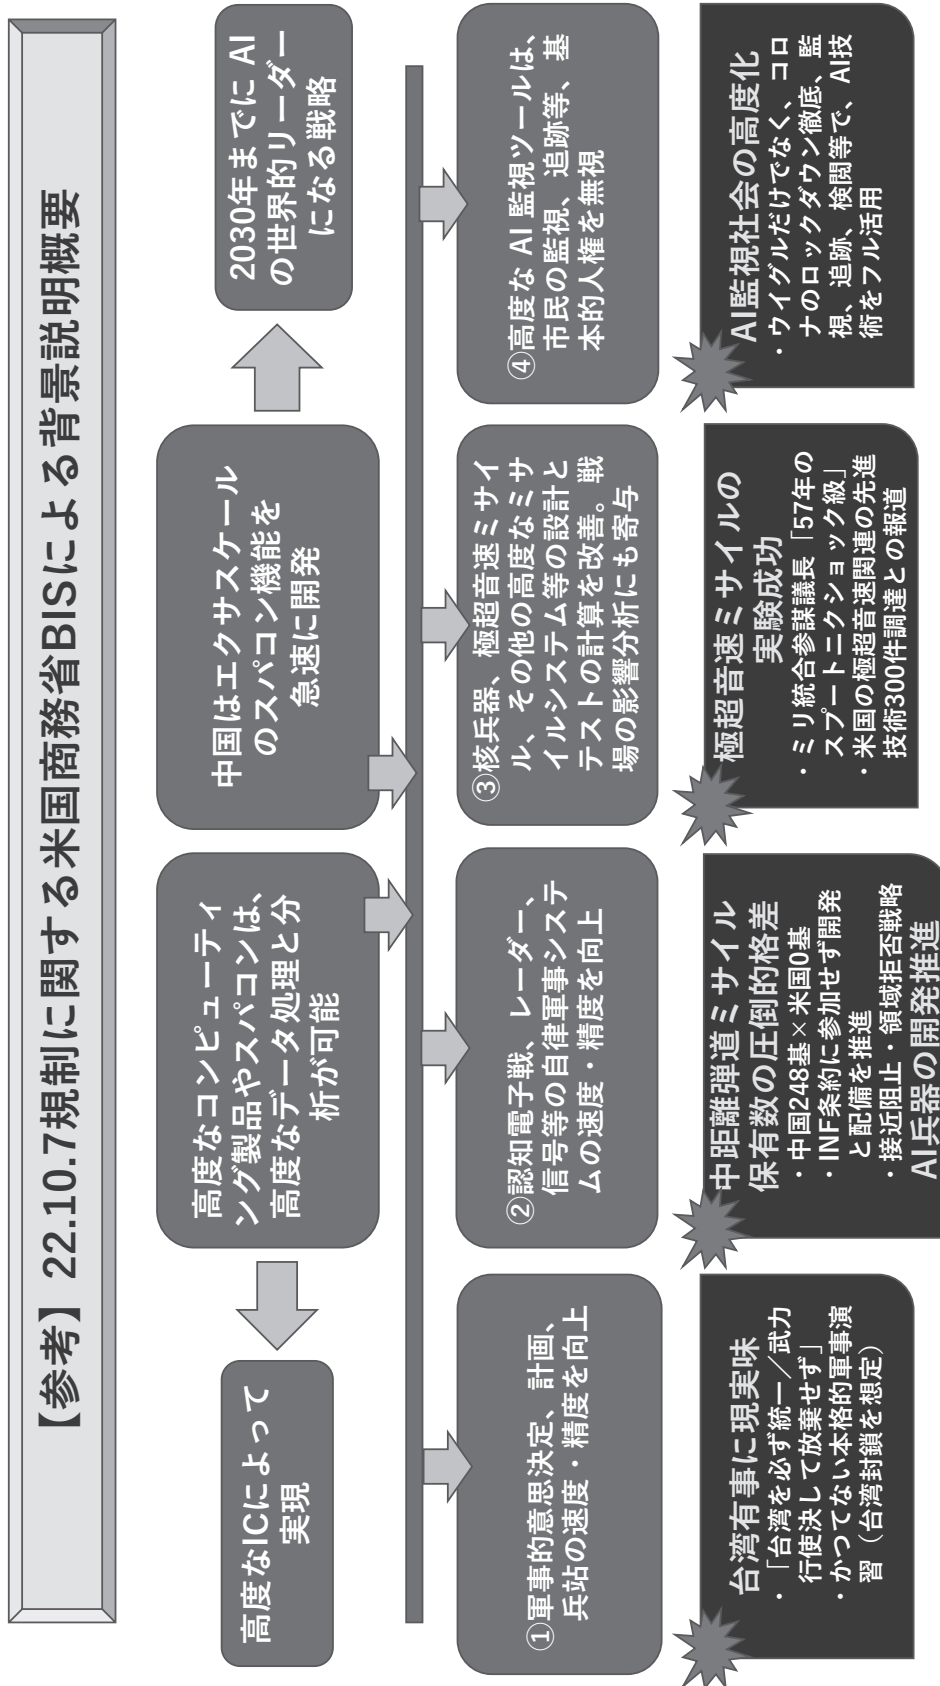 【参考】22.10.7規制に関する米国商務省BISによる背景説明概要
高度なICによって
実現
高度なコンピューティ
ング製品やスパコンは、
高度なデータ処理と分
析が可能
中国はエクサスケール
のスパコン機能を
急速に開発
2030年までに AI
の世界的リーダー
になる戦略
①軍事的意思決定、計画、
兵站の速度・精度を向上
②認知電子戦、レーダー、
信号等の自律軍事システ
ムの速度・精度を向上
③核兵器、極超音速ミサイ
ル、その他の高度なミサ
イルシステム等の設計と
テストの計算を改善。戦
場の影響分析にも寄与
④高度な AI 監視ツールは、
市民の監視、追跡等、基
本的人権を無視
台湾有事に現実味
・「台湾を必ず統一／武力
行使決して放棄せず」
・かつてない本格的軍事演
習（台湾封鎖を想定）
中距離弾道ミサイル
保有数の圧倒的格差
・中国248基×米国0基
・INF条約に参加せず開発
と配備を推進
・接近阻止・領域拒否戦略
AI兵器の開発推進
極超音速ミサイルの
実験成功
・ミリ統合参謀議長「57年の
スプートニクショック級」
・米国の極超音速関連の先進
技術300件調達との報道
AI監視社会の高度化
・ウイグルだけでなく、コロ
ナのロックダウン徹底、監
視、追跡、検閲等で、AI技
術をフル活用